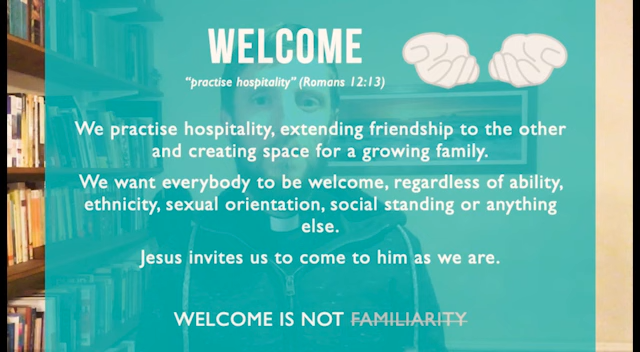 WELCOME
"practise hospitality" (Romans 12:13)
We practise hospitality, extending friendship to the other
and creating space for a growing family.
We want everybody to be welcome, regardless of ability,
ethnicity, sexual orientation, social standing or anything
else.
Jesus invites us to come to him as we are.
WELCOME IS NOT FAMILIARITY